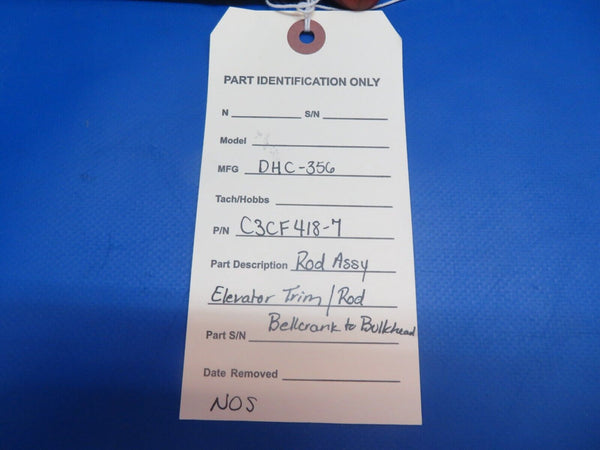 PART IDENTIFICATION ONLY
N S/N
Model
MFG DHC-356
Tach/Hobbs
P/N C3CF418-7
Part Description Rod Assy
Elevator Trim/Rod
Bellcrank to Bulkhead
Part S/N
Date Removed
NOS